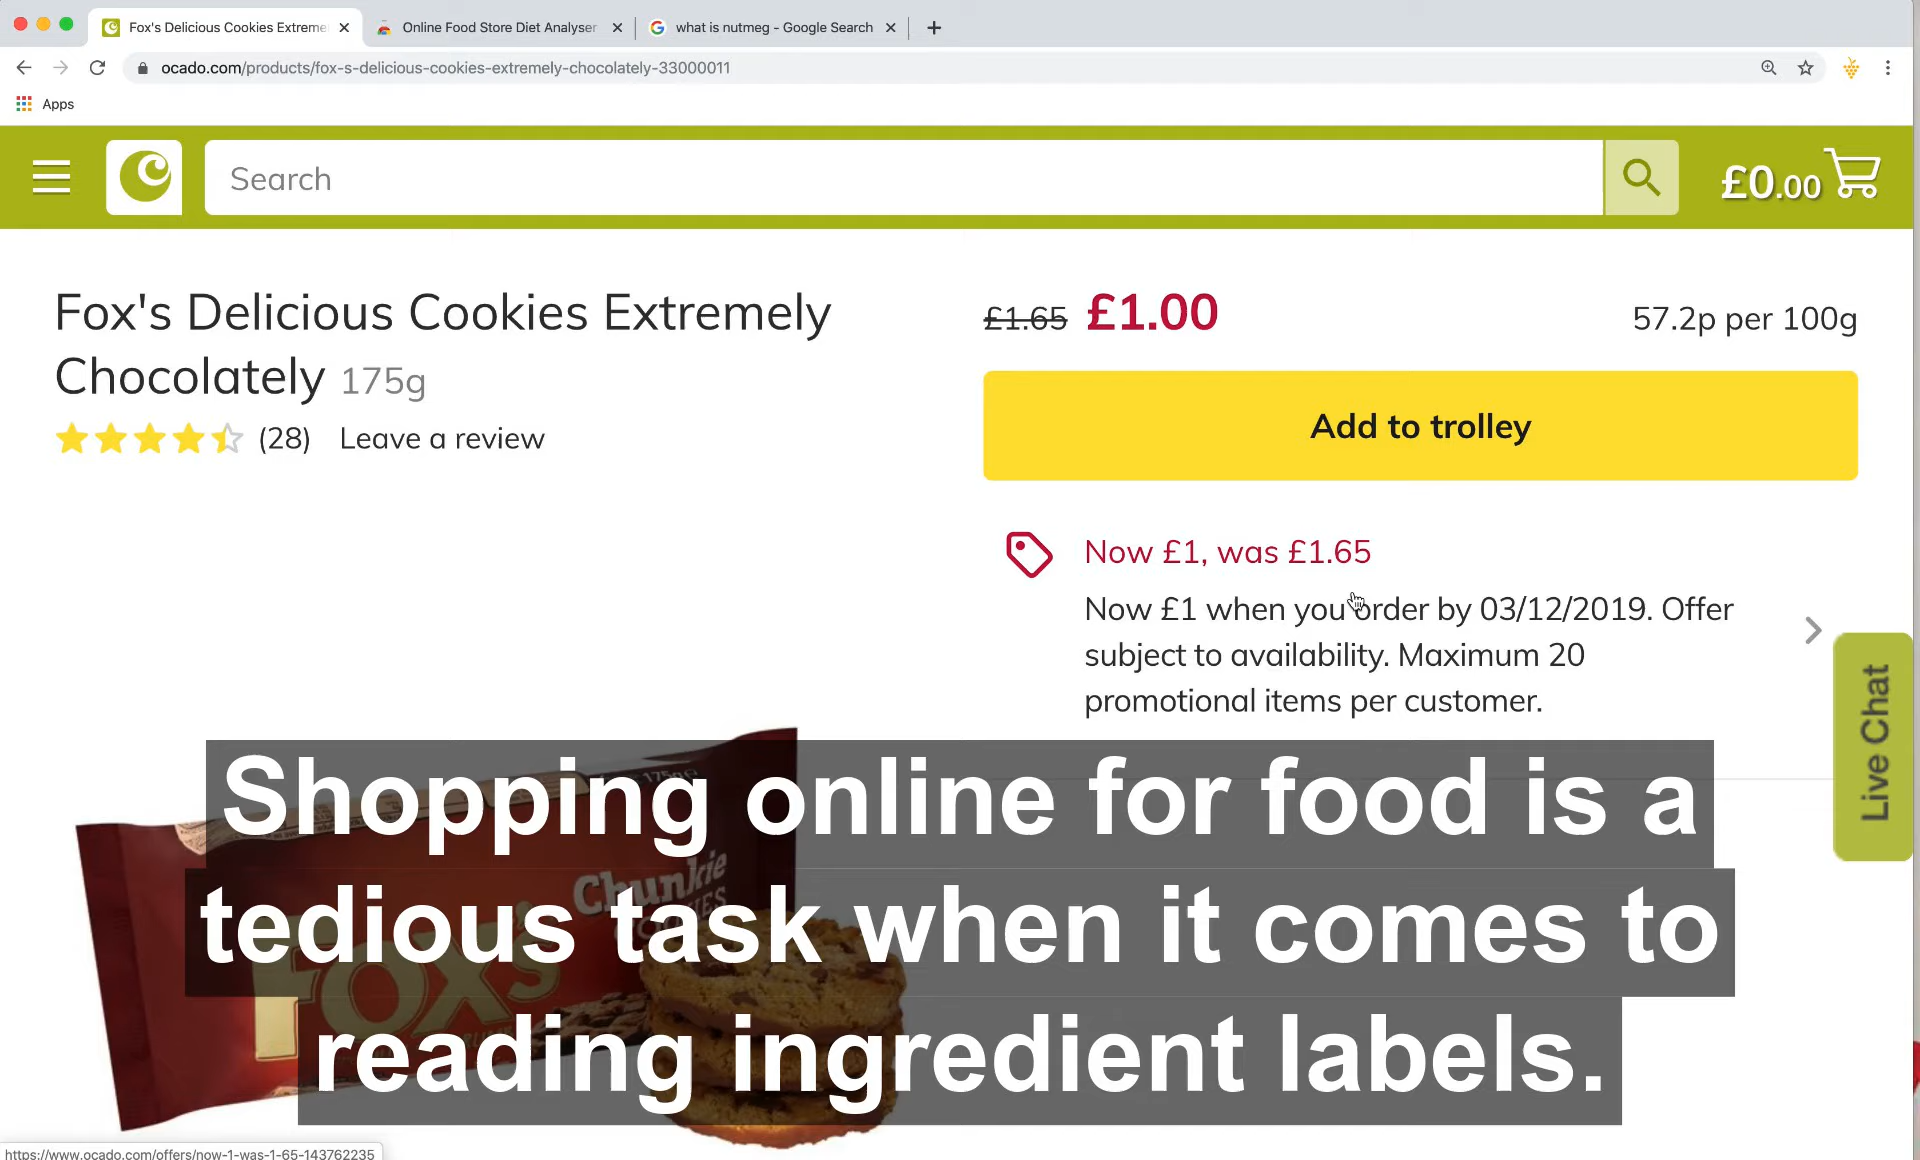 Fox's Delicious Cookies Extreme
Online Food Store Diet Analyser
what is nutmeg - Google Search
ocado.com/products/fox-s-delicious-cookies-extremely-chocolately-33000011
Apps
Search
£0.00
Fox's Delicious Cookies Extremely
Chocolately 175g
(28) Leave a review
£1.65 £1.00
57.2p per 100g
Add to trolley
Now £1, was £1.65
Now £1 when you order by 03/12/2019. Offer
subject to availability. Maximum 20
promotional items per customer.
Live Chat
175g
Chunkie
COOKIES
FOX'S
Shopping online for food is a
tedious task when it comes to
reading ingredient labels.
https://www.ocado.com/offers/now-1-was-1-65-143762235